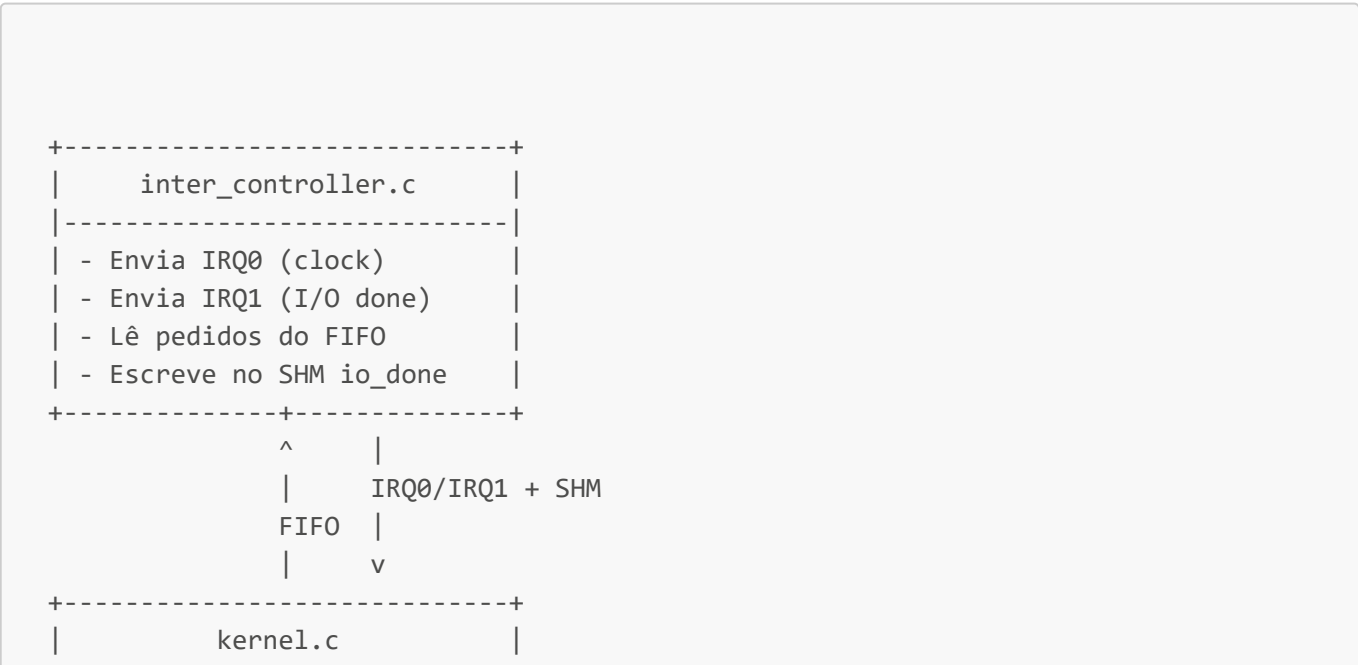 +-----------------------------+
|     inter_controller.c      |
|-----------------------------|
| - Envia IRQ0 (clock)        |
| - Envia IRQ1 (I/O done)     |
| - Lê pedidos do FIFO        |
| - Escreve no SHM io_done    |
+--------------+--------------+
               ^     |
               |     IRQ0/IRQ1 + SHM
               FIFO  |
               |     v
+-----------------------------+
|          kernel.c           |